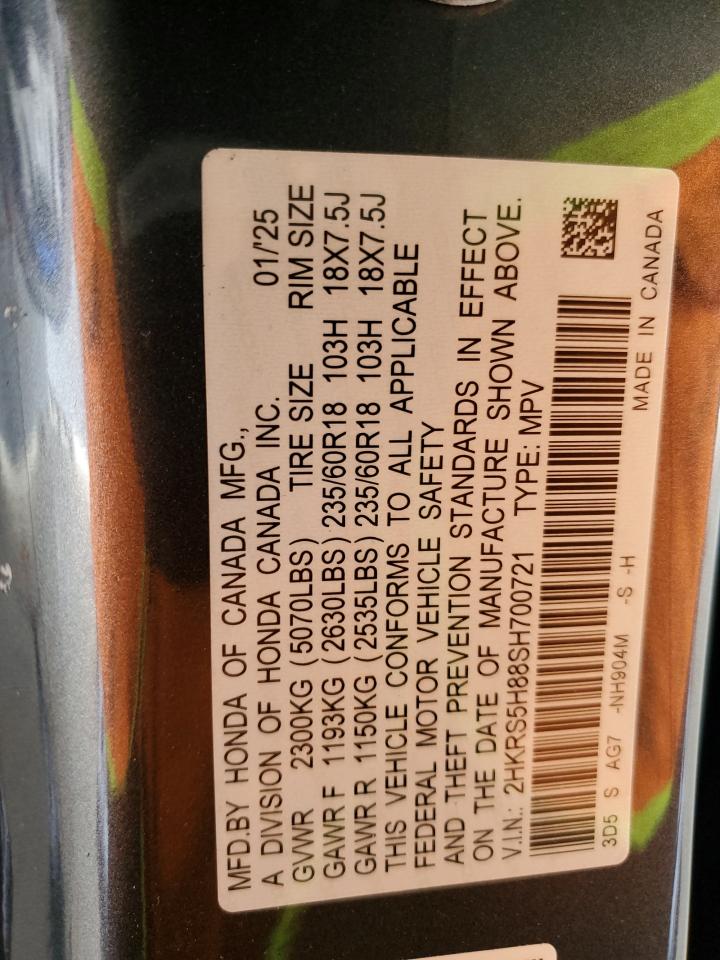 MFD.BY HONDA OF CANADA MFG.,
A DIVISION OF HONDA CANADA INC. 01/'25
GVWR 2300KG (5070LBS) TIRE SIZE RIM SIZE
GAWR F 1193KG (2630LBS) 235/60R18 103H 18X7.5J
GAWR R 1150KG (2535LBS) 235/60R18 103H 18X7.5J
THIS VEHICLE CONFORMS TO ALL APPLICABLE
FEDERAL MOTOR VEHICLE SAFETY
AND THEFT PREVENTION STANDARDS IN EFFECT
ON THE DATE OF MANUFACTURE SHOWN ABOVE.
V.I.N.: 2HKRS5H88SH700721 TYPE: MPV
3D5 S AG7 -NH904M -S -H
MADE IN CANADA